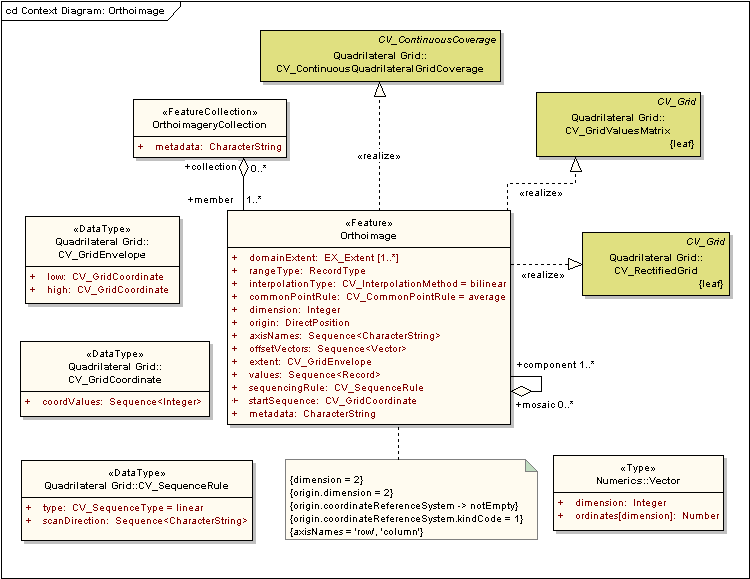 cd Context Diagram: Orthoimage
CV_ContinuousCoverage
Quadrilateral Grid::
CV_ContinuousQuadrilateralGridCoverage
«FeatureCollection»
OrthoimageryCollection
+ metadata: CharacterString
CV_Grid
Quadrilateral Grid::
CV_GridValuesMatrix
{leaf}
+collection
0..*
«realize»
«realize»
+member
1..*
«DataType»
Quadrilateral Grid::
CV_GridEnvelope
+ low: CV_GridCoordinate
+ high: CV_GridCoordinate
«Feature»
Orthoimage
+ domainExtent: EX_Extent [1..*]
+ rangeType: RecordType
+ interpolationType: CV_InterpolationMethod = bilinear
+ commonPointRule: CV_CommonPointRule = average
+ dimension: Integer
+ origin: DirectPosition
+ axisNames: Sequence<CharacterString>
+ offsetVectors: Sequence<Vector>
+ extent: CV_GridEnvelope
+ values: Sequence<Record>
+ sequencingRule: CV_SequenceRule
+ startSequence: CV_GridCoordinate
+ metadata: CharacterString
«realize»
CV_Grid
Quadrilateral Grid::
CV_RectifiedGrid
{leaf}
«DataType»
Quadrilateral Grid::
CV_GridCoordinate
+ coordValues: Sequence<Integer>
+component 1..*
+mosaic 0..*
«DataType»
Quadrilateral Grid::CV_SequenceRule
+ type: CV_SequenceType = linear
+ scanDirection: Sequence<CharacterString>
{dimension = 2}
{origin.dimension = 2}
{origin.coordinateReferenceSystem -> notEmpty}
{origin.coordinateReferenceSystem.kindCode = 1}
{axisNames = 'row, 'column"}
«Type»
Numerics::Vector
+ dimension: Integer
+ ordinates[dimension]: Number